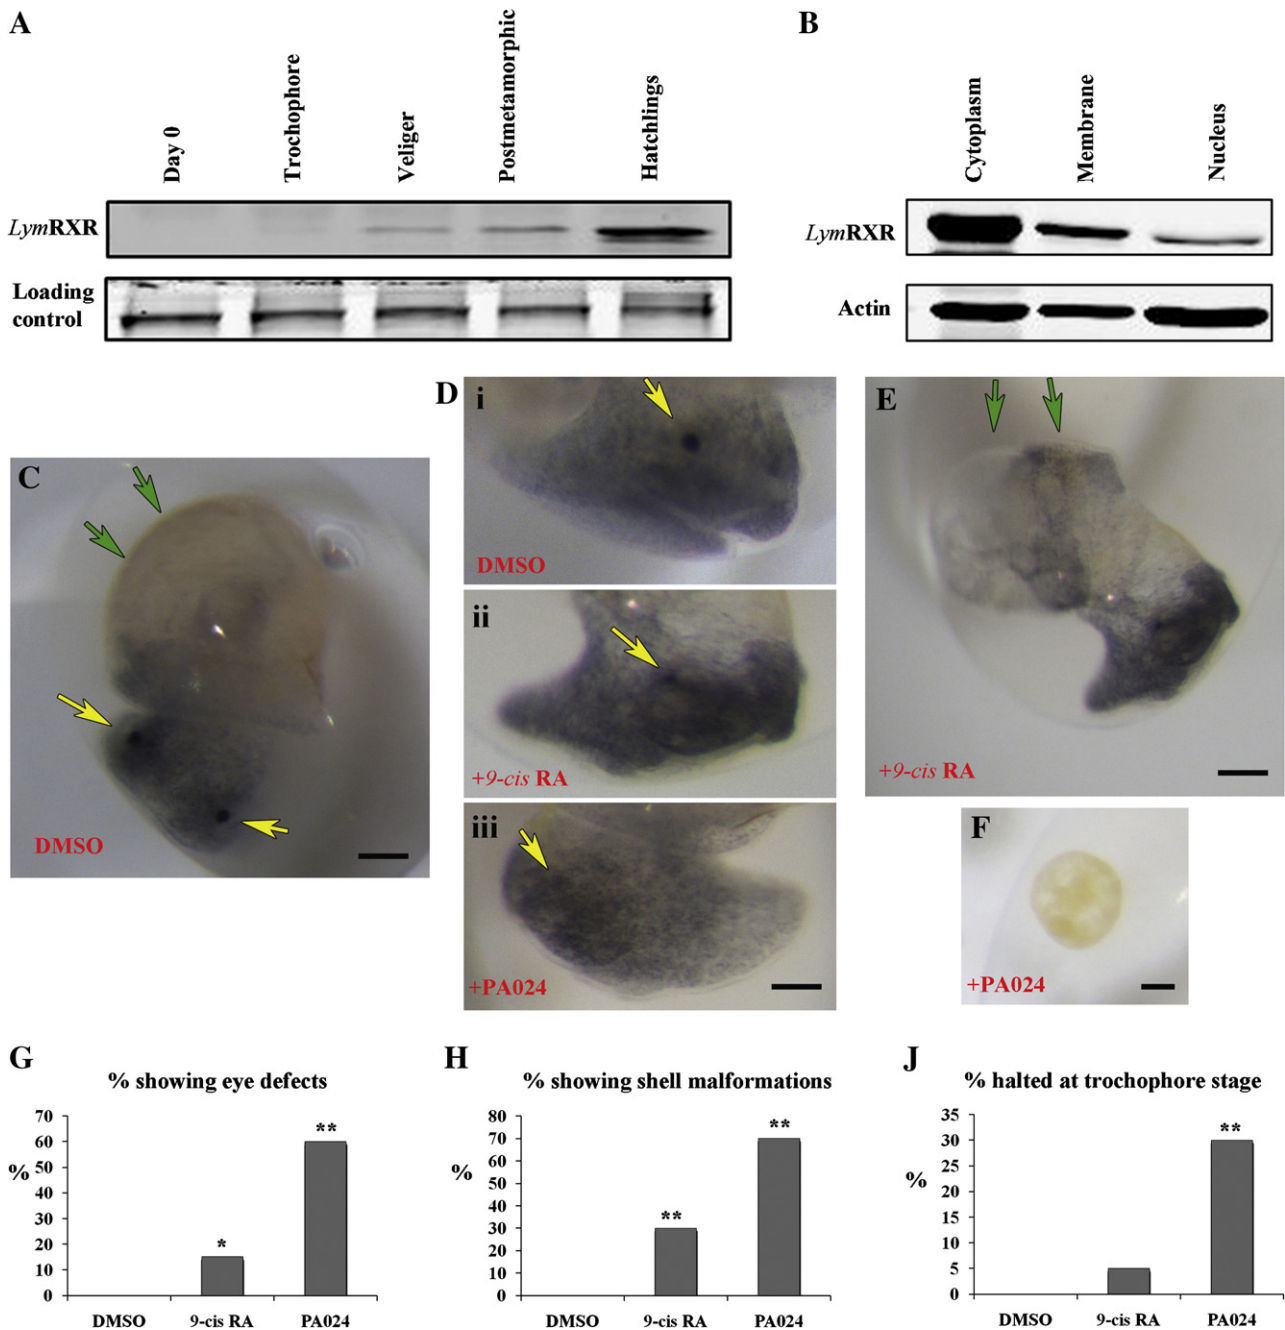 A
Day 0
Trochophore
Veliger
Postmetamorphic
Hatchlings
LymRXR
Loading
control
B
Cytoplasm
Membrane
Nucleus
LymRXR
Actin
C
DMSO
D
i
DMSO
ii
+9-cis RA
iii
+PA024
E
+9-cis RA
F
+PA024
G
% showing eye defects
%
70
60
50
40
30
20
10
0
*
**
DMSO
9-cis RA
PA024
H
% showing shell malformations
%
80
70
60
50
40
30
20
10
0
**
**
DMSO
9-cis RA
PA024
J
% halted at trochophore stage
%
35
30
25
20
15
10
5
0
**
DMSO
9-cis RA
PA024